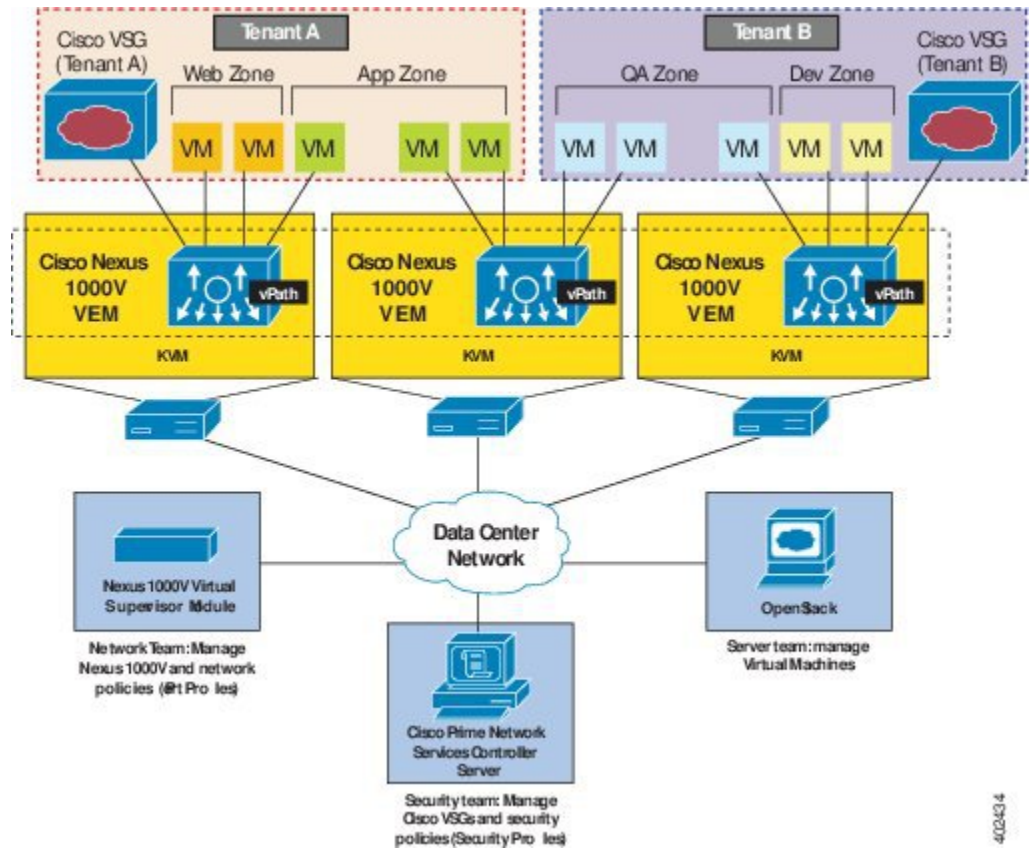 Tenant A
Tenant B
Cisco VSG
(Tenant A)
Web Zone
App Zone
QA Zone
Dev Zone
Cisco VSG
(Tenant B)
VM
VM
VM
VM
VM
VM
VM
VM
VM
VM
Cisco Nexus
1000V
VEM
vPath
KVM
Cisco Nexus
1000V
VEM
vPath
KVM
Cisco Nexus
1000V
VEM
vPath
KVM
Data Center
Network
Nexus 1000V Virtual
Supervisor Module
Network Team: Manage
Nexus 1000V and network
policies
OpenStack
Server team: manage
Virtual Machines
Cisco Prime Network
Services Controller
Server
Security team: Manage
Cisco VSGs and security
policies (Security Pro les)
402434